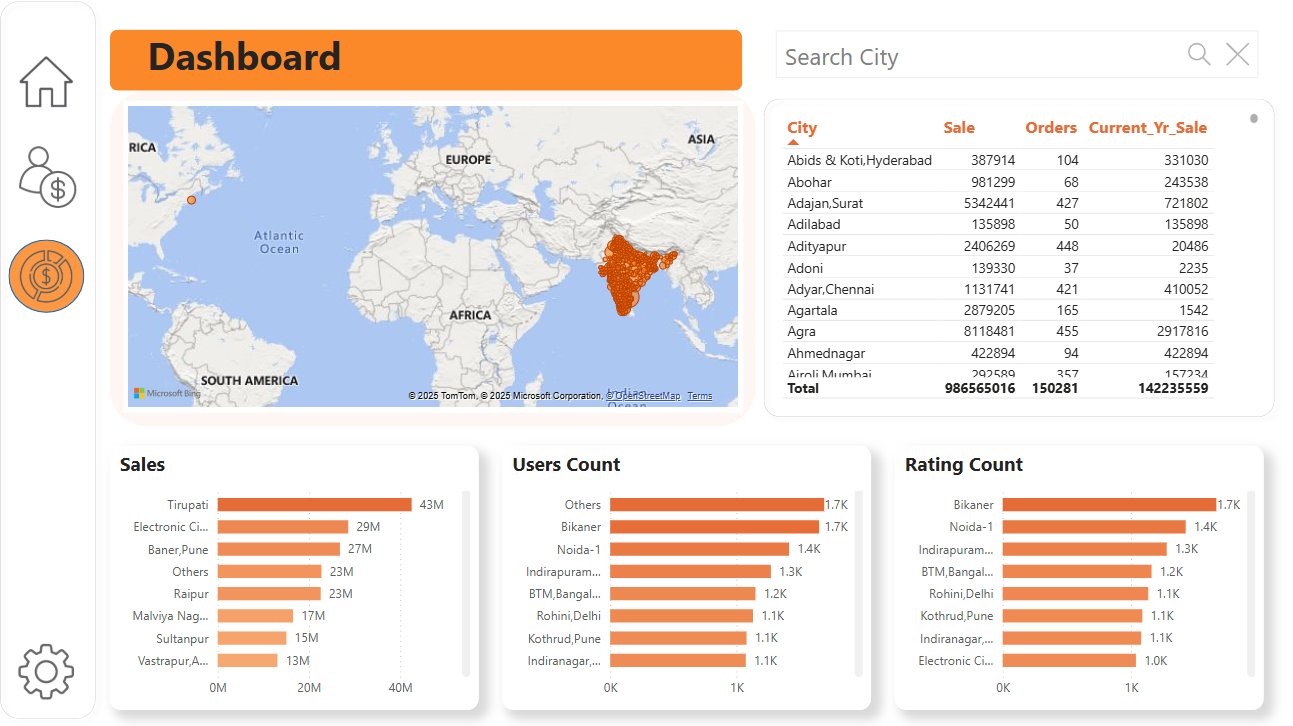 Dashboard
Search City
RICA
EUROPE
ASIA
Atlantic
Ocean
AFRICA
SOUTH AMERICA
Indian
Ocean
Microsoft Bing
© 2025 TomTom, © 2025 Microsoft Corporation, © OpenStreetMap Terms
City Sale Orders Current_Yr_Sale
Abids & Koti,Hyderabad 387914 104 331030
Abohar 981299 68 243538
Adajan,Surat 5342441 427 721802
Adilabad 135898 50 135898
Adityapur 2406269 448 20486
Adoni 139330 37 2235
Adyar,Chennai 1131741 421 410052
Agartala 2879205 165 1542
Agra 8118481 455 2917816
Ahmednagar 422894 94 422894
Airoli,Mumbai 292589 357 157234
Total 986565016 150281 142235559
Sales
Tirupati 43M
Electronic Ci... 29M
Baner,Pune 27M
Others 23M
Raipur 23M
Malviya Nag... 17M
Sultanpur 15M
Vastrapur,A... 13M
0M 20M 40M
Users Count
Others 1.7K
Bikaner 1.7K
Noida-1 1.4K
Indirapuram... 1.3K
BTM,Bangal... 1.2K
Rohini,Delhi 1.1K
Kothrud,Pune 1.1K
Indiranagar,... 1.1K
0K 1K
Rating Count
Bikaner 1.7K
Noida-1 1.4K
Indirapuram... 1.3K
BTM,Bangal... 1.2K
Rohini,Delhi 1.1K
Kothrud,Pune 1.1K
Indiranagar,... 1.1K
Electronic Ci... 1.0K
0K 1K